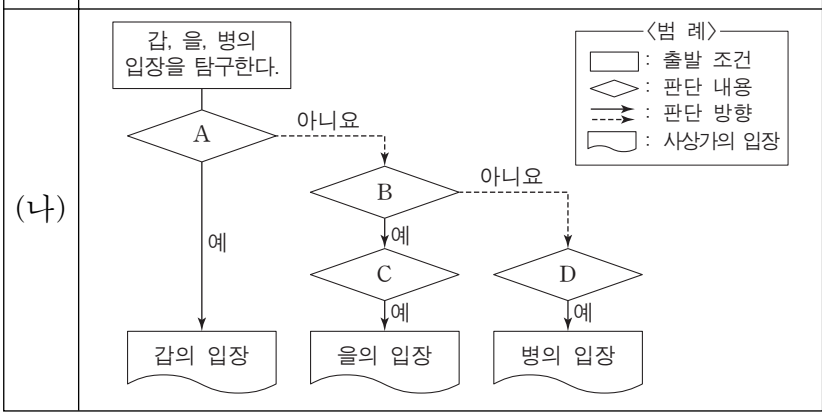 (나)
갑, 을, 병의
입장을 탐구한다.
〈범 례〉
: 출발 조건
: 판단 내용
: 판단 방향
: 사상가의 입장
A
아니요
B
아니요
예
예
C
D
예
예
갑의 입장
을의 입장
병의 입장